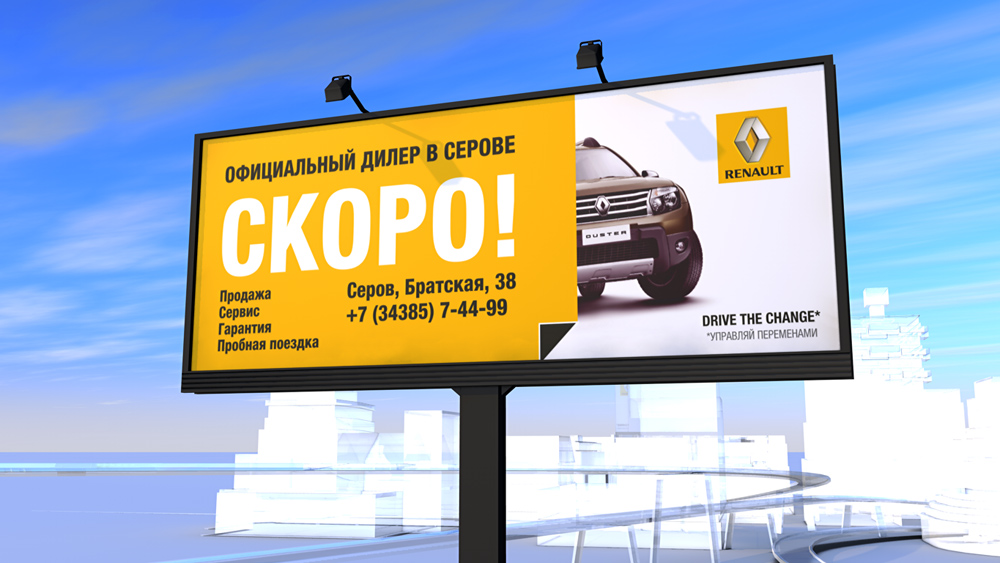 ОФИЦИАЛЬНЫЙ ДИЛЕР В СЕРОВЕ
СКОРО!
Продажа
Сервис
Гарантия
Пробная поездка
Серов, Братская, 38
+7 (34385) 7-44-99
DUSTER
RENAULT
DRIVE THE CHANGE*
*УПРАВЛЯЙ ПЕРЕМЕНАМИ